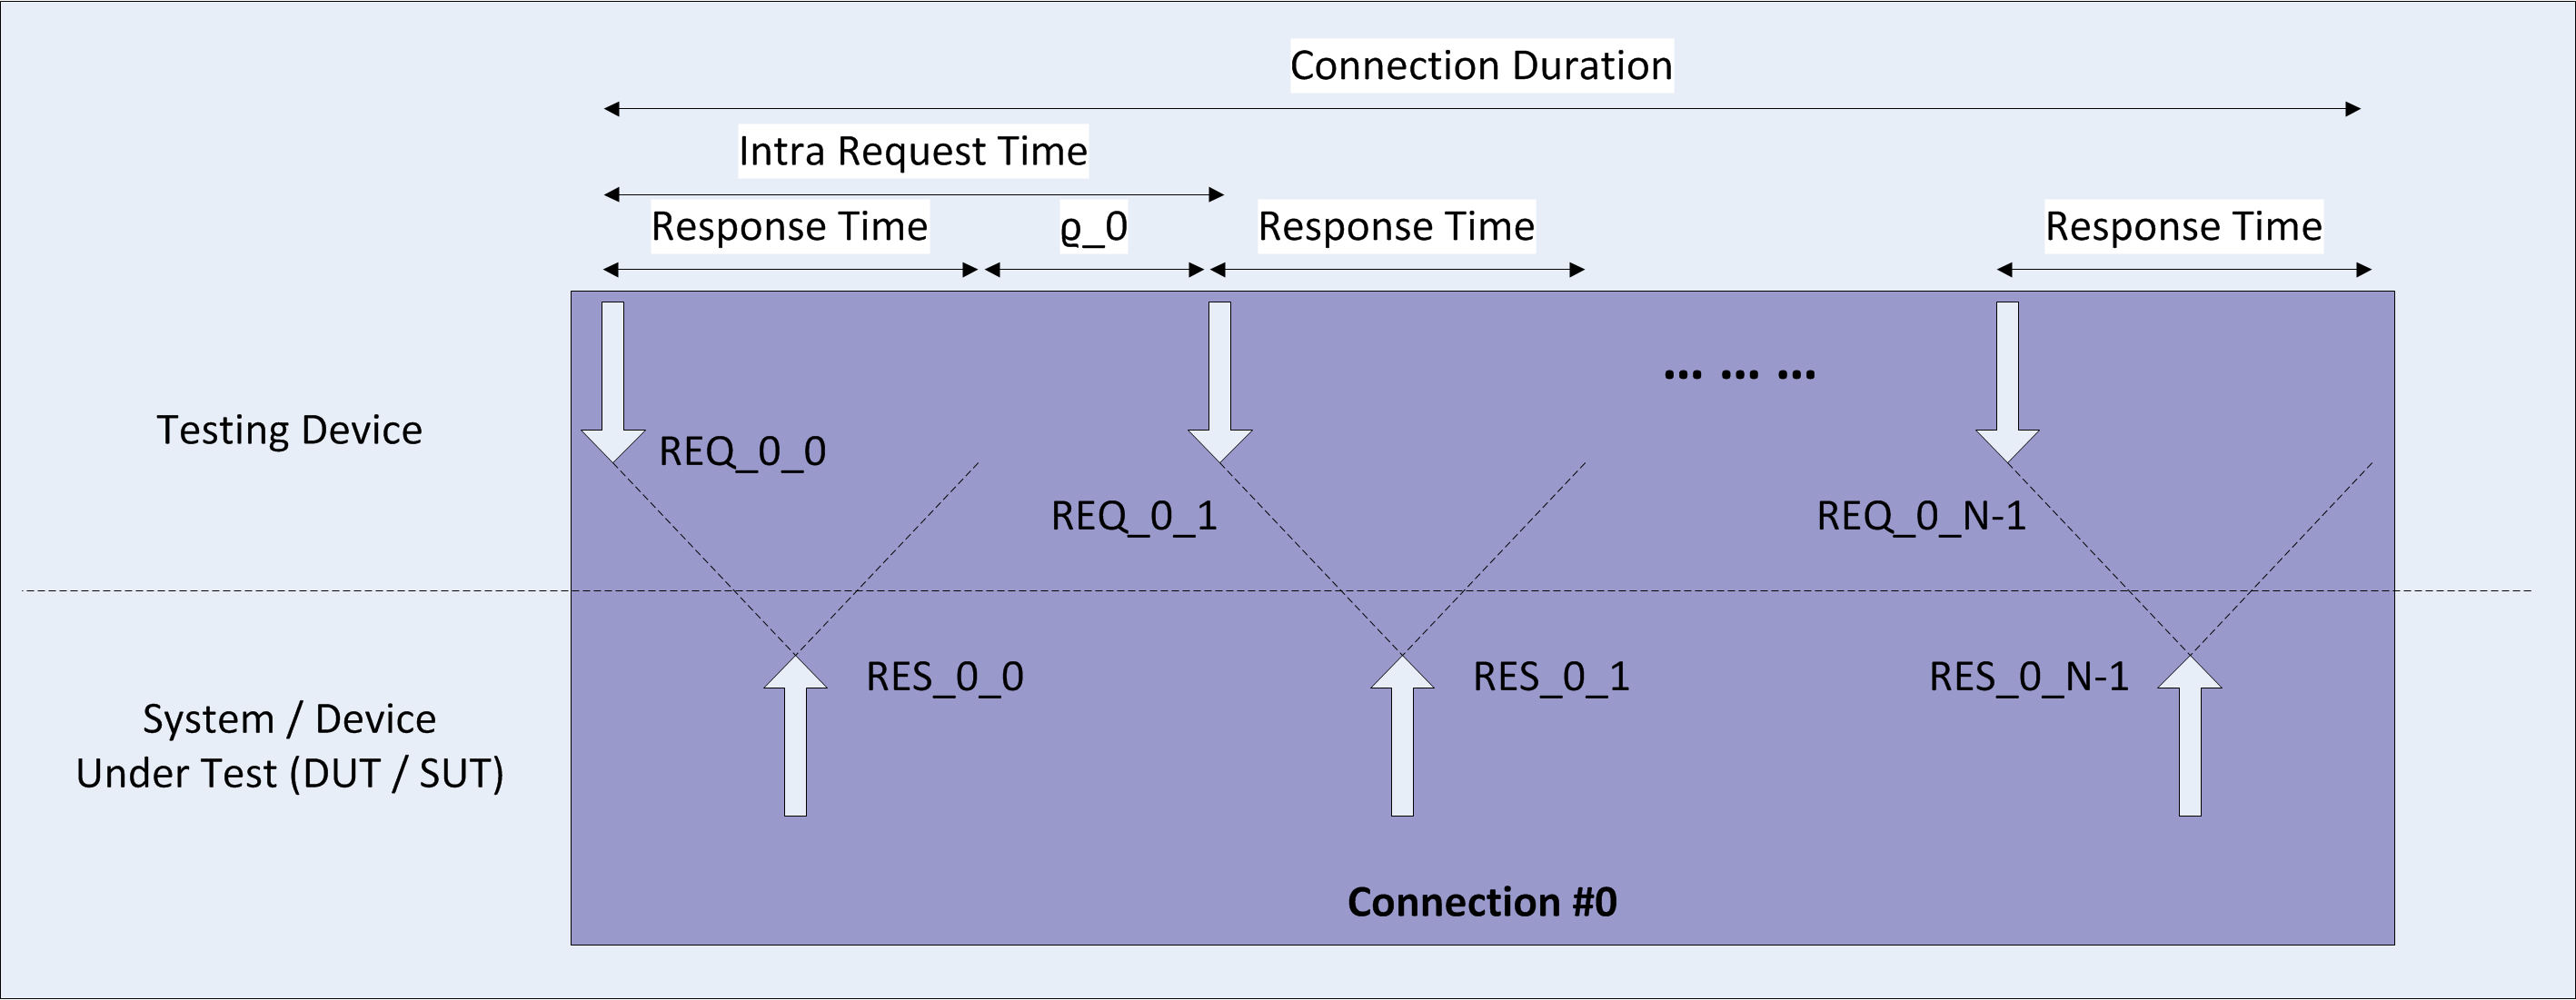 Connection Duration
Intra Request Time
Response Time
ϱ_0
Response Time
Response Time
... ... ...
Testing Device
REQ_0_0
REQ_0_1
REQ_0_N-1
RES_0_0
RES_0_1
RES_0_N-1
System / Device
Under Test (DUT / SUT)
Connection #0